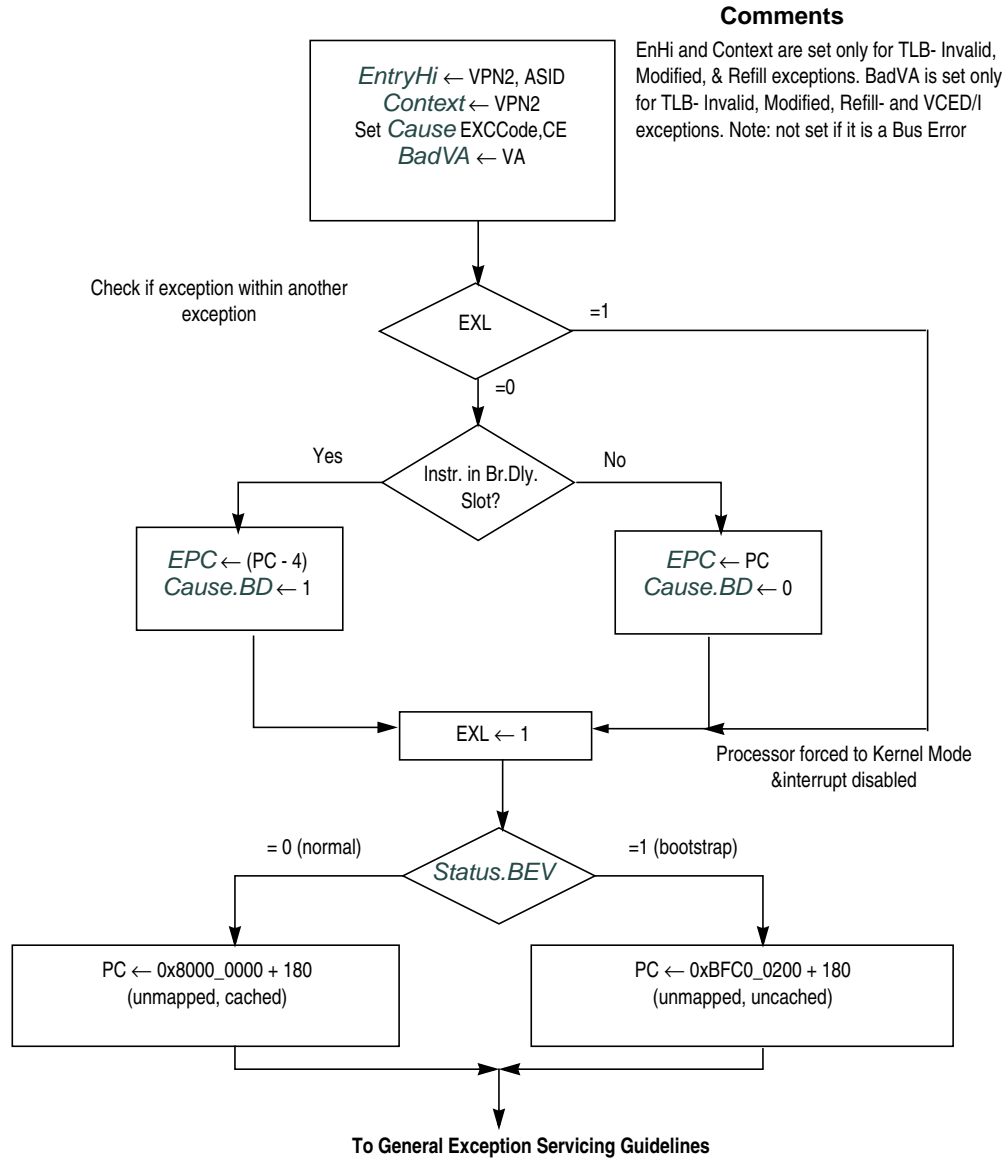 Comments
EnHi and Context are set only for TLB- Invalid,
Modified, & Refill exceptions. BadVA is set only
for TLB- Invalid, Modified, Refill- and VCED/I
exceptions. Note: not set if it is a Bus Error
EntryHi ← VPN2, ASID
Context ← VPN2
Set Cause EXCCode,CE
BadVA ← VA
Check if exception within another
exception
EXL
=1
=0
Instr. in Br.Dly.
Slot?
Yes
No
EPC ← (PC - 4)
Cause.BD ← 1
EPC ← PC
Cause.BD ← 0
EXL ← 1
Processor forced to Kernel Mode
&interrupt disabled
= 0 (normal)
=1 (bootstrap)
Status.BEV
PC ← 0x8000_0000 + 180
(unmapped, cached)
PC ← 0xBFC0_0200 + 180
(unmapped, uncached)
To General Exception Servicing Guidelines